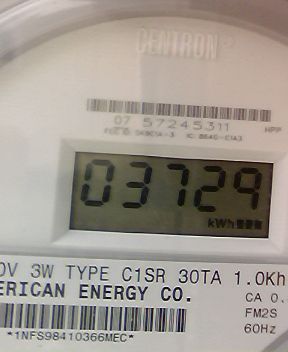 CENTRON
07 57245311
HPP
03729
kWh
0V 3W TYPE C1SR 30TA 1.0Kh
ERICAN ENERGY CO.
CA 0.
FM2S
60Hz
*1NFS98410366MEC*